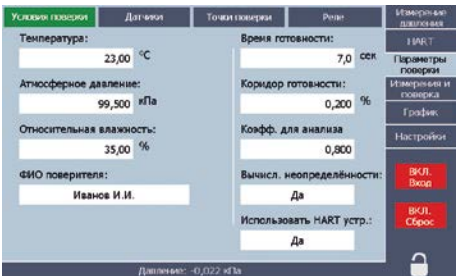 Условия поверки
Датчики
Точки поверки
Реле
Температура:
23,00 °C
Атмосферное давление:
99,500 кПа
Относительная влажность:
35,00 %
ФИО поверителя:
Иванов И.И.
Время готовности:
7,0 сек
Коридор готовности:
0,200 %
Коэфф. для анализа
0,800
Вычисл. неопределённости:
Да
Использовать HART устр.:
Да
Измерение
давления
HART
Параметры
поверки
Измерения и
поверка
График
Настройки
ВКЛ.
Вход
ВКЛ.
Сброс
Давление: -0,022 кПа